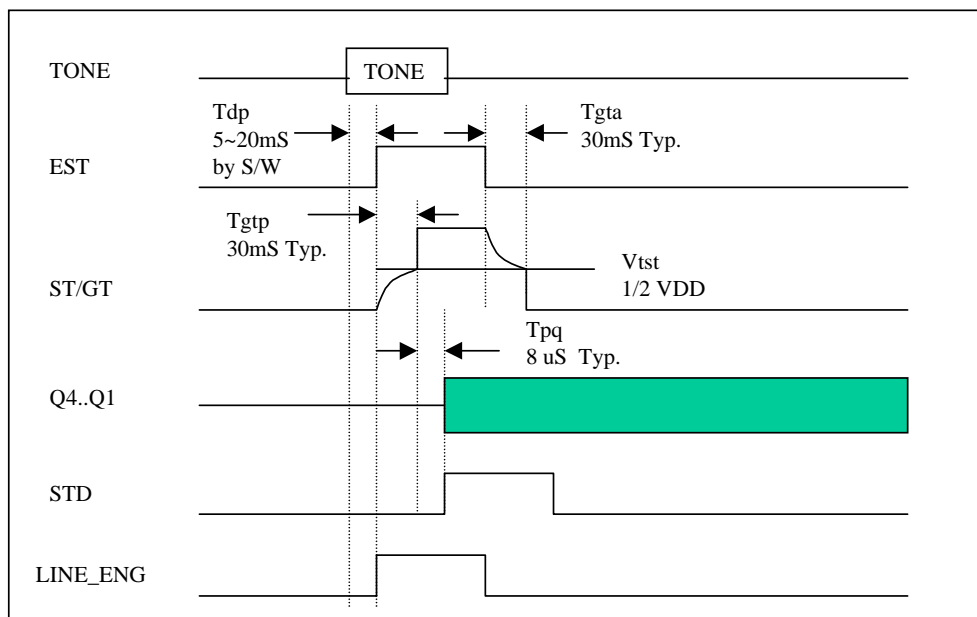 TONE
TONE
Tdp
5~20mS
by S/W
Tgta
30mS Typ.
EST
Tgtp
30mS Typ.
Vtst
1/2 VDD
ST/GT
Tpq
8 uS Typ.
Q4..Q1
STD
LINE_ENG